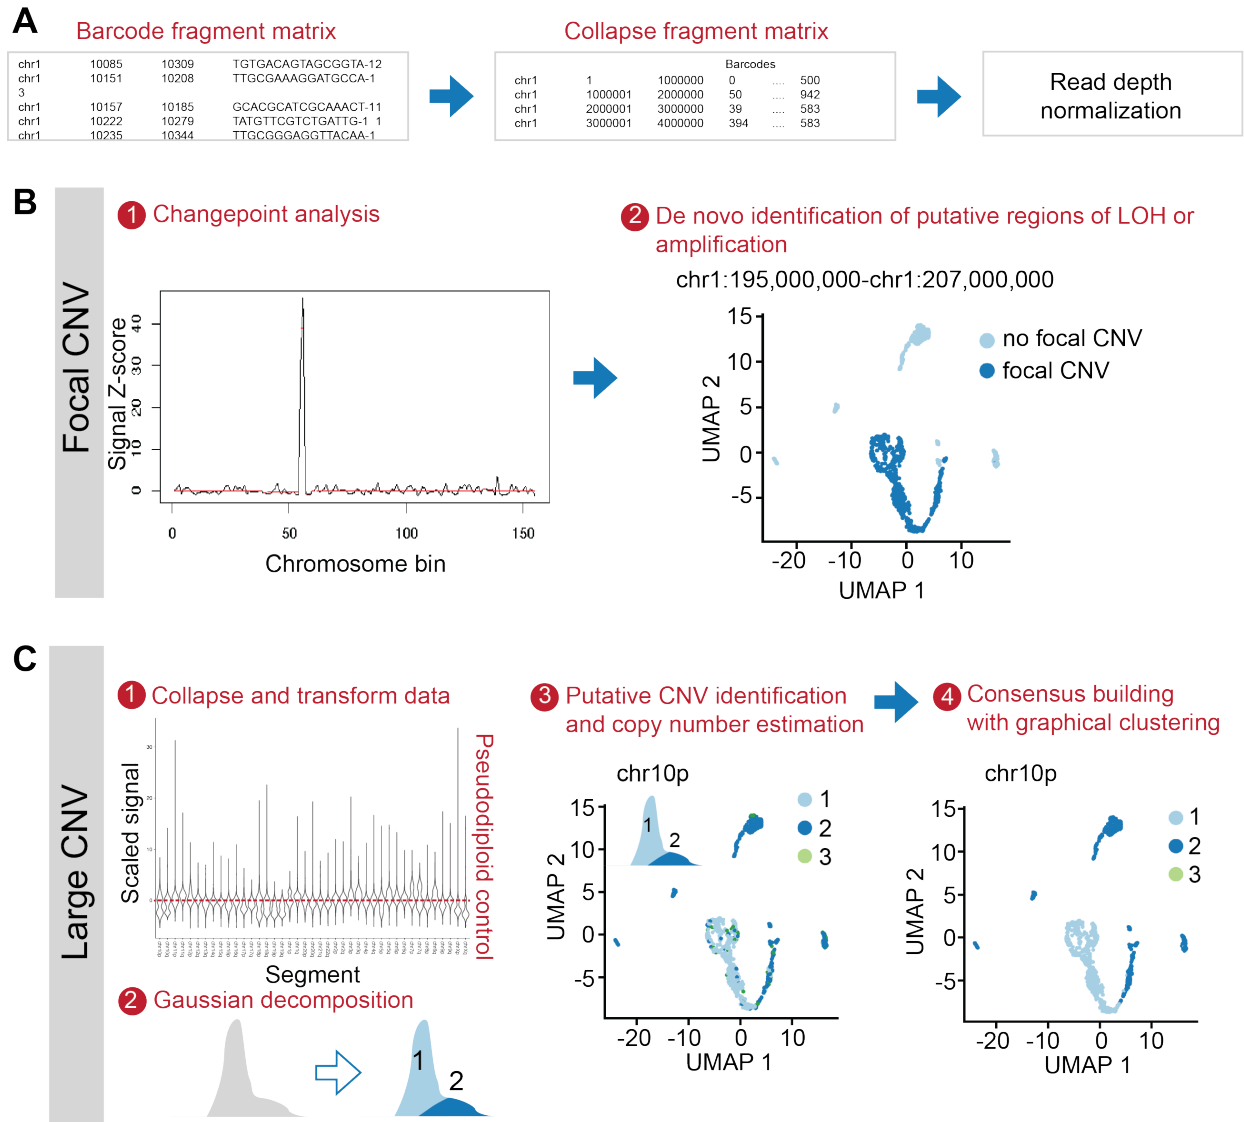 A
Barcode fragment matrix
Collapse fragment matrix
chr1 10085 10309 TGTGACAGTAGCGGTA-12
chr1 10151 10208 TTGCGAAAGGATGCCA-1
3
chr1 10157 10185 GCACGCATCGCAAACT-11
chr1 10222 10279 TATGTTCGTCTGATTG-1 1
chr1 10235 10344 TTGCGGGAGGTTACAA-1
Barcodes
chr1 1 1000000 0 .... 500
chr1 1000001 2000000 50 .... 942
chr1 2000001 3000000 39 .... 583
chr1 3000001 4000000 394 .... 583
Read depth
normalization
B
Focal CNV
1 Changepoint analysis
Signal Z-score
40
30
20
10
0
0 50 100 150
Chromosome bin
2 De novo identification of putative regions of LOH or
amplification
chr1:195,000,000-chr1:207,000,000
no focal CNV
focal CNV
UMAP 2
15
10
5
0
-5
-20 -10 0 10
UMAP 1
C
Large CNV
1 Collapse and transform data
Scaled signal
30
20
10
0
Pseudodiploid control
Segment
2 Gaussian decomposition
1
2
3 Putative CNV identification
and copy number estimation
chr10p
1
2
1
2
3
UMAP 2
15
10
5
0
-5
-20 -10 0 10
UMAP 1
4 Consensus building
with graphical clustering
chr10p
1
2
3
UMAP 2
15
10
5
0
-5
-20 -10 0 10
UMAP 1